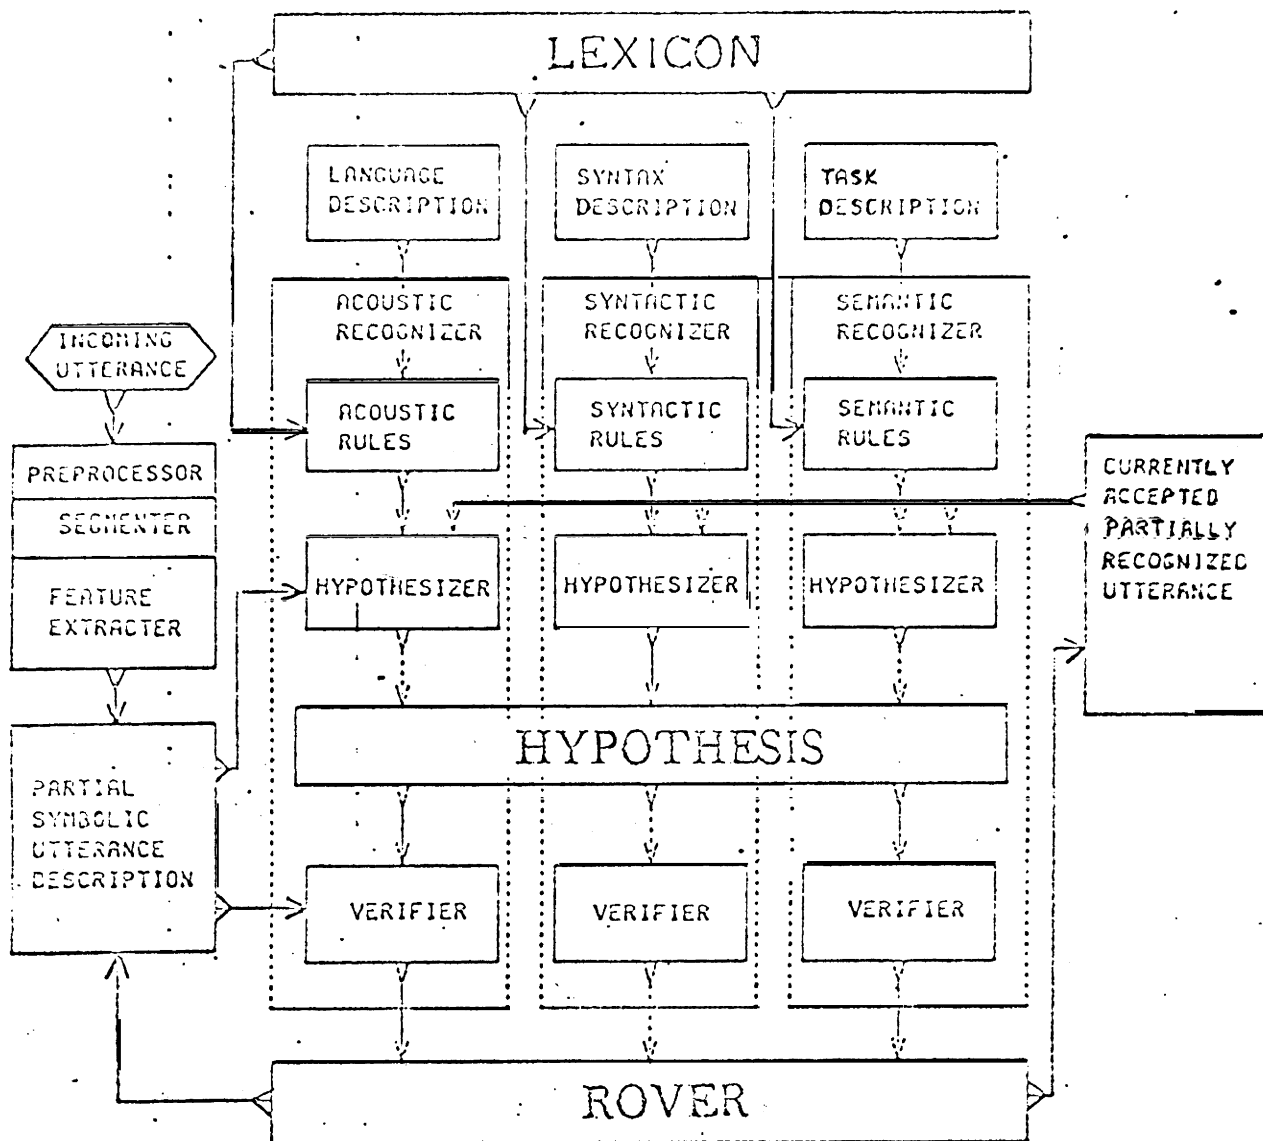 LEXICON
LANGUAGE
DESCRIPTION
SYNTAX
DESCRIPTION
TASK
DESCRIPTION
ACOUSTIC
RECOGNIZER
SYNTACTIC
RECOGNIZER
SEMANTIC
RECOGNIZER
INCOMING
UTTERANCE
ACOUSTIC
RULES
SYNTACTIC
RULES
SEMANTIC
RULES
PREPROCESSOR
SEGMENTER
FEATURE
EXTRACTER
CURRENTLY
ACCEPTED
PARTIALLY
RECOGNIZED
UTTERANCE
HYPOTHESIZER
HYPOTHESIZER
HYPOTHESIZER
HYPOTHESIS
PARTIAL
SYMBOLIC
UTTERANCE
DESCRIPTION
VERIFIER
VERIFIER
VERIFIER
ROVER